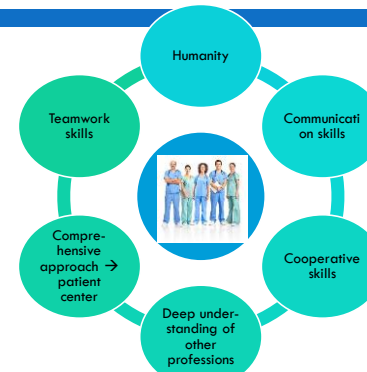 Humanity
Communicati
on skills
Cooperative
skills
Deep under-
standing of
other
professions
Compre-
hensive
approach →
patient
center
Teamwork
skills